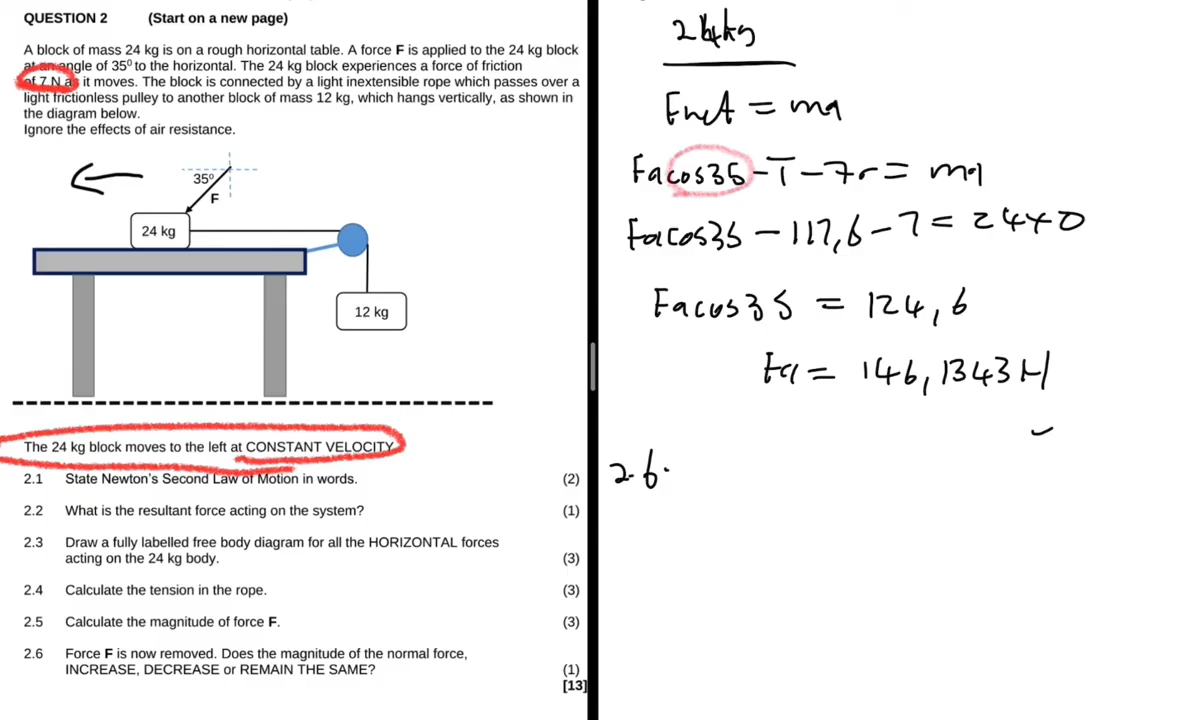 QUESTION 2 (Start on a new page)
A block of mass 24 kg is on a rough horizontal table. A force F is applied to the 24 kg block
at an angle of 35⁰ to the horizontal. The 24 kg block experiences a force of friction
of 7 N as it moves. The block is connected by a light inextensible rope which passes over a
light frictionless pulley to another block of mass 12 kg, which hangs vertically, as shown in
the diagram below.
Ignore the effects of air resistance.
35⁰
F
24 kg
12 kg
The 24 kg block moves to the left at CONSTANT VELOCITY
2.1 State Newton's Second Law of Motion in words. (2)
2.2 What is the resultant force acting on the system? (1)
2.3 Draw a fully labelled free body diagram for all the HORIZONTAL forces
acting on the 24 kg body. (3)
2.4 Calculate the tension in the rope. (3)
2.5 Calculate the magnitude of force F. (3)
2.6 Force F is now removed. Does the magnitude of the normal force,
INCREASE, DECREASE or REMAIN THE SAME? (1)
[13]
24kg
Fnet = ma
Facos35 - T - Fr = ma
Facos35 - 117,6 - 7 = 24×0
Facos35 = 124,6
Fa = 146,1343 N
2.6.